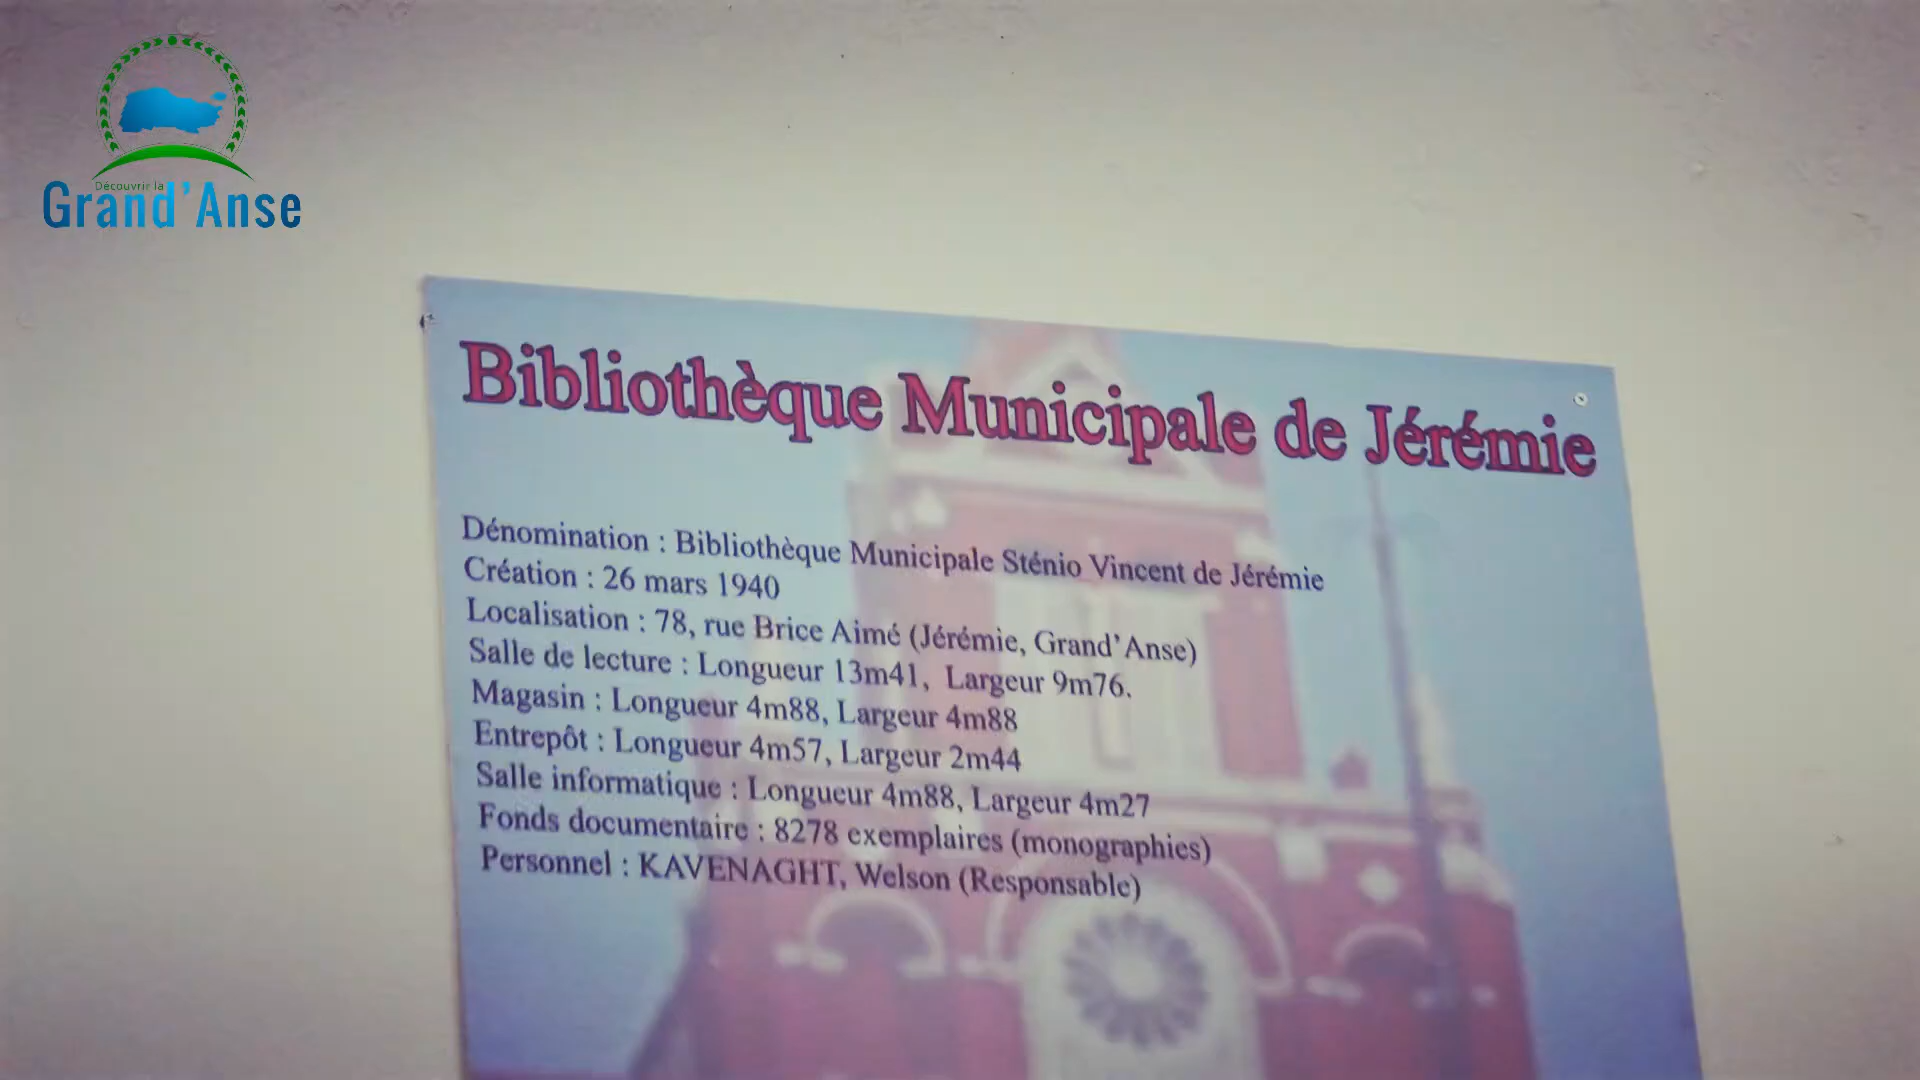 Découvrir la
Grand'Anse
Bibliothèque Municipale de Jérémie
Dénomination : Bibliothèque Municipale Sténio Vincent de Jérémie
Création : 26 mars 1940
Localisation : 78, rue Brice Aimé (Jérémie, Grand'Anse)
Salle de lecture : Longueur 13m41, Largeur 9m76.
Magasin : Longueur 4m88, Largeur 4m88
Entrepôt : Longueur 4m57, Largeur 2m44
Salle informatique : Longueur 4m88, Largeur 4m27
Fonds documentaire : 8278 exemplaires (monographies)
Personnel : KAVENAGHT, Welson (Responsable)